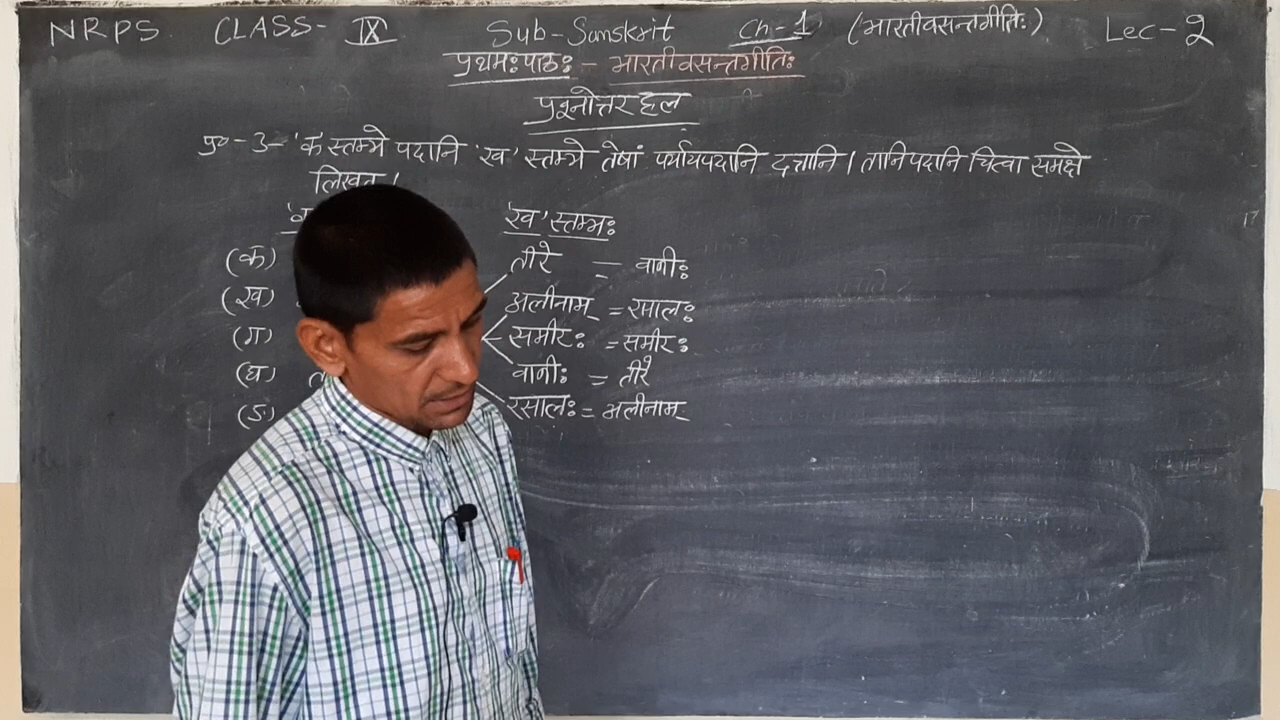 NRPS. CLASS- IX Sub-Sanskrit Ch-1 (भारतीवसन्तगीतिः) Lec-2
प्रथमःपाठः - भारतीवसन्तगीतिः
प्रश्नोत्तर हल
प्र०-3- 'क' स्तम्भे पदानि 'ख' स्तम्भे तेषां पर्यायपदानि दत्तानि। तानि पदानि चित्वा समक्षे
लिखत।
'ख' स्तम्भः
(क) तीरे = वाणीः
(ख) अलीनाम् = रसालः
(ग) समीरः = समीरः
(घ) वाणीः = तीरे
(ङ) रसालः = अलीनाम्